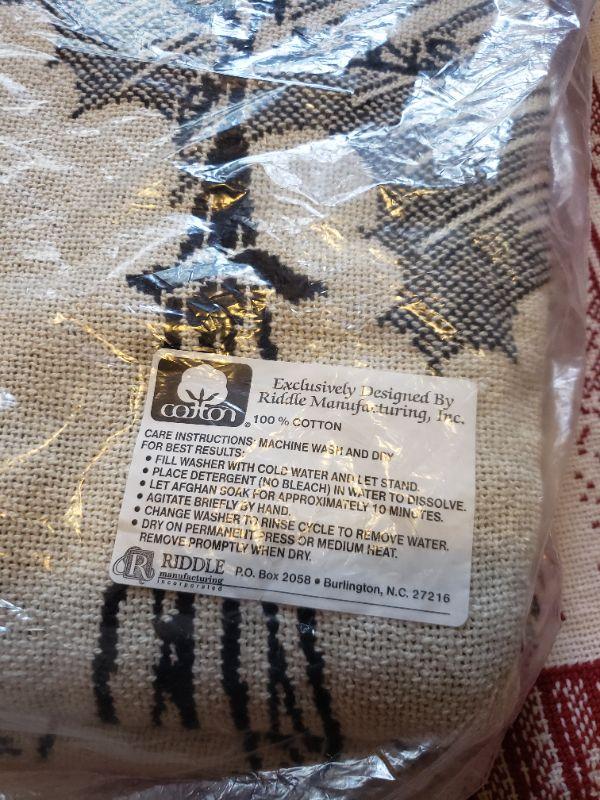 cotton®
Exclusively Designed By
Riddle Manufacturing, Inc.
100 % COTTON
CARE INSTRUCTIONS: MACHINE WASH AND DRY
FOR BEST RESULTS:
• FILL WASHER WITH COLD WATER AND LET STAND.
• PLACE DETERGENT (NO BLEACH) IN WATER TO DISSOLVE.
• LET AFGHAN SOAK FOR APPROXIMATELY 10 MINUTES.
• AGITATE BRIEFLY BY HAND.
• CHANGE WASHER TO RINSE CYCLE TO REMOVE WATER.
• DRY ON PERMANENT PRESS OR MEDIUM HEAT.
REMOVE PROMPTLY WHEN DRY.
R RIDDLE
manufacturing
incorporated
P.O. Box 2058 • Burlington, N.C. 27216